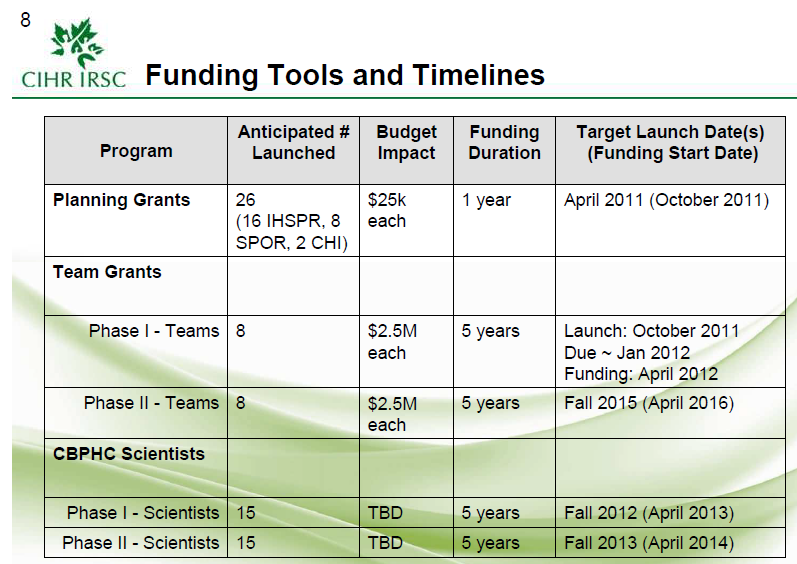 8
CIHR IRSC
Funding Tools and Timelines
Program
Anticipated #
Launched
Budget
Impact
Funding
Duration
Target Launch Date(s)
(Funding Start Date)
Planning Grants
26
(16 IHSPR, 8
SPOR, 2 CHI)
$25k
each
1 year
April 2011 (October 2011)
Team Grants
Phase I - Teams
8
$2.5M
each
5 years
Launch: October 2011
Due ~ Jan 2012
Funding: April 2012
Phase II - Teams
8
$2.5M
each
5 years
Fall 2015 (April 2016)
CBPHC Scientists
Phase I - Scientists
15
TBD
5 years
Fall 2012 (April 2013)
Phase II - Scientists
15
TBD
5 years
Fall 2013 (April 2014)